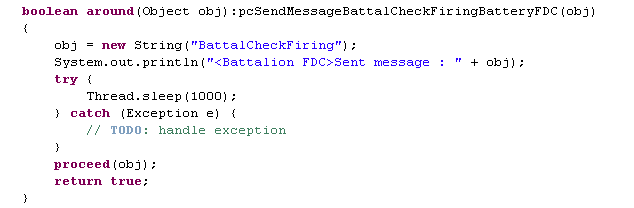 boolean around(Object obj):pcSendMessageBattalCheckFiringBatteryFDC(obj)
{
    obj = new String("BattalCheckFiring");
    System.out.println("<Battalion FDC>Sent message : " + obj);
    try {
        Thread.sleep(1000);
    } catch (Exception e) {
        // TODO: handle exception
    }
    proceed(obj);
    return true;
}